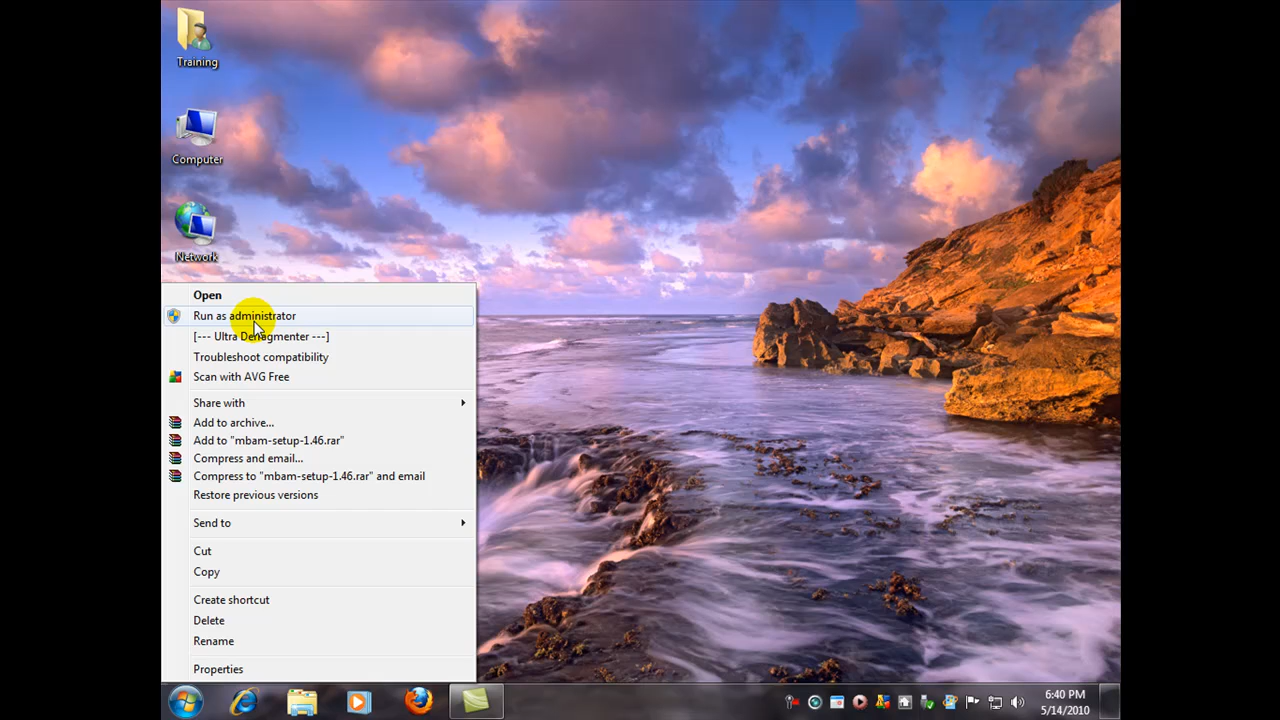 Training
Computer
Network
Open
Run as administrator
[--- Ultra Defragmenter ---]
Troubleshoot compatibility
Scan with AVG Free
Share with
Add to archive...
Add to "mbam-setup-1.46.rar"
Compress and email...
Compress to "mbam-setup-1.46.rar" and email
Restore previous versions
Send to
Cut
Copy
Create shortcut
Delete
Rename
Properties
6:40 PM
5/14/2010